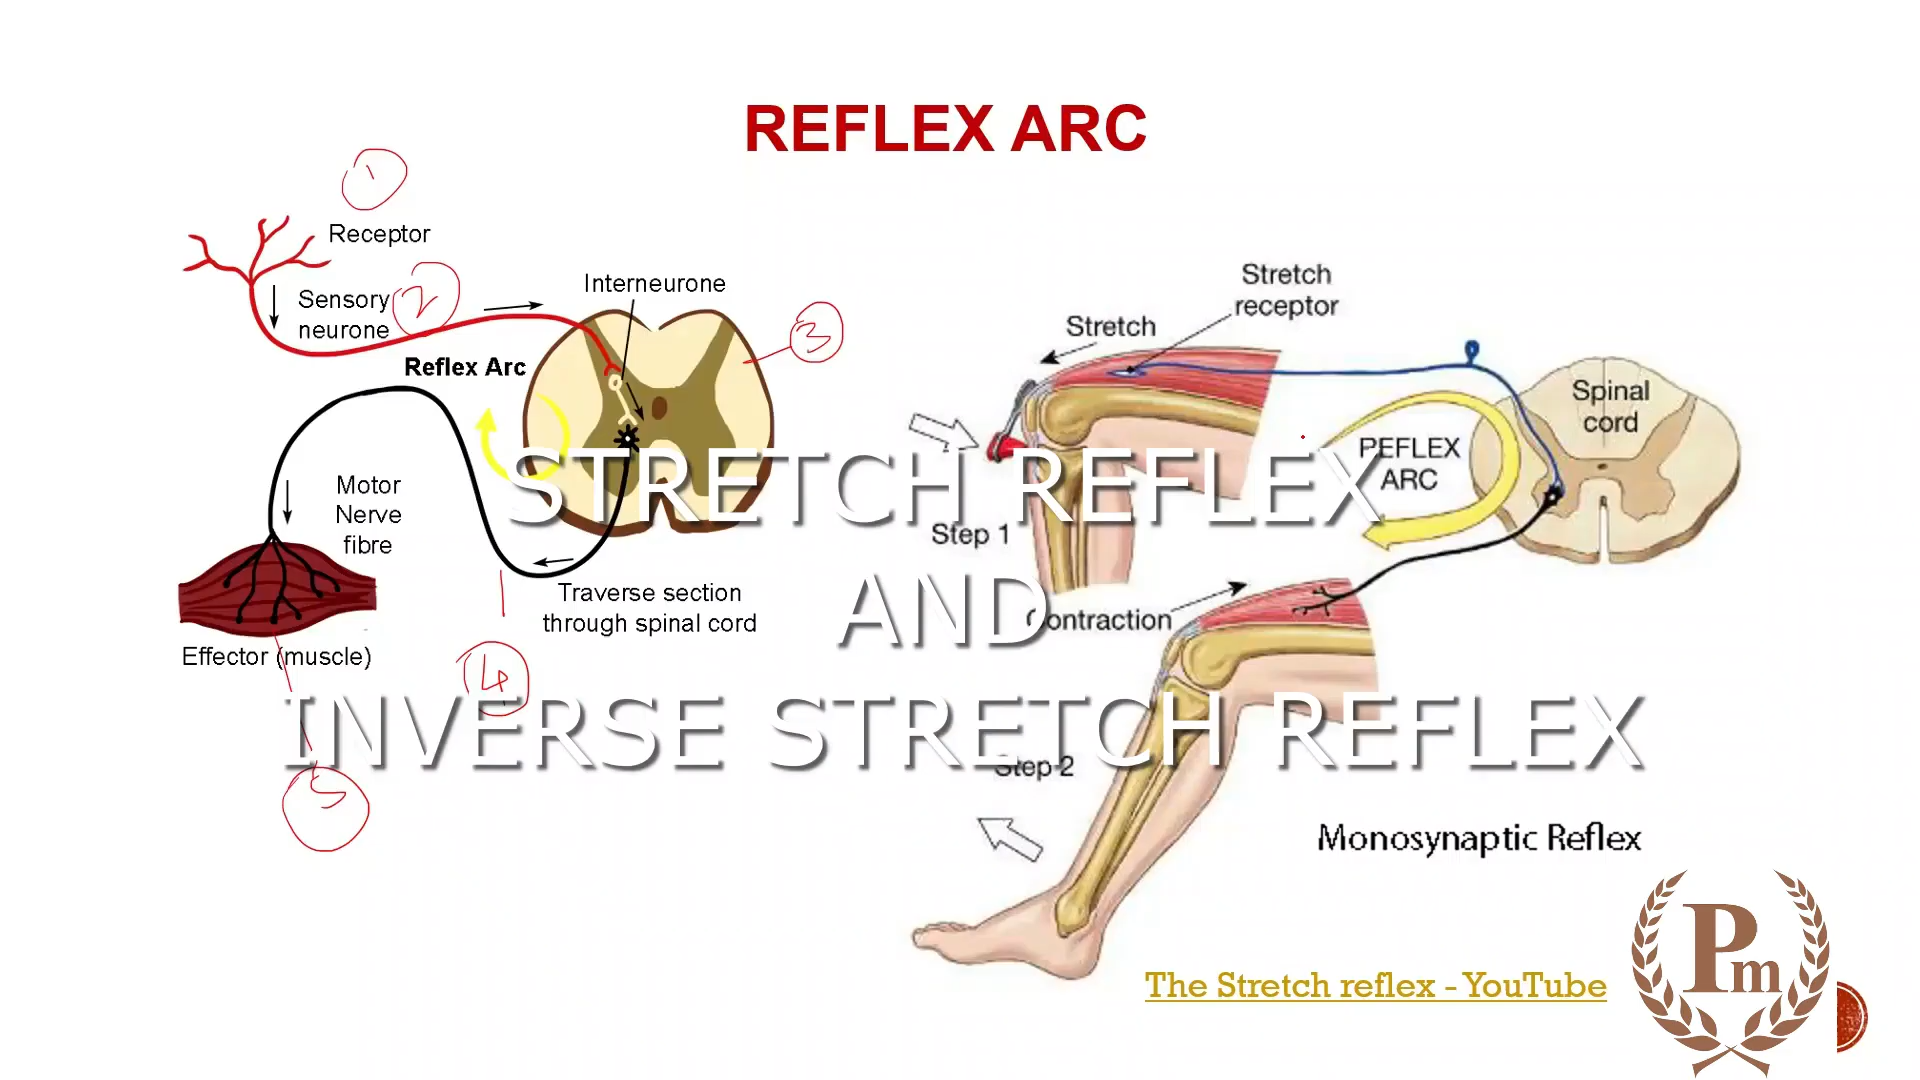 REFLEX ARC
1
Receptor
Sensory
neurone
2
Interneurone
3
Reflex Arc
Motor
Nerve
fibre
Traverse section
through spinal cord
Effector (muscle)
4
5
Stretch
receptor
Stretch
Spinal
cord
REFLEX
ARC
Step 1
Contraction
Step 2
STRETCH REFLEX
AND
INVERSE STRETCH REFLEX
Monosynaptic Reflex
The Stretch reflex - YouTube
Pm